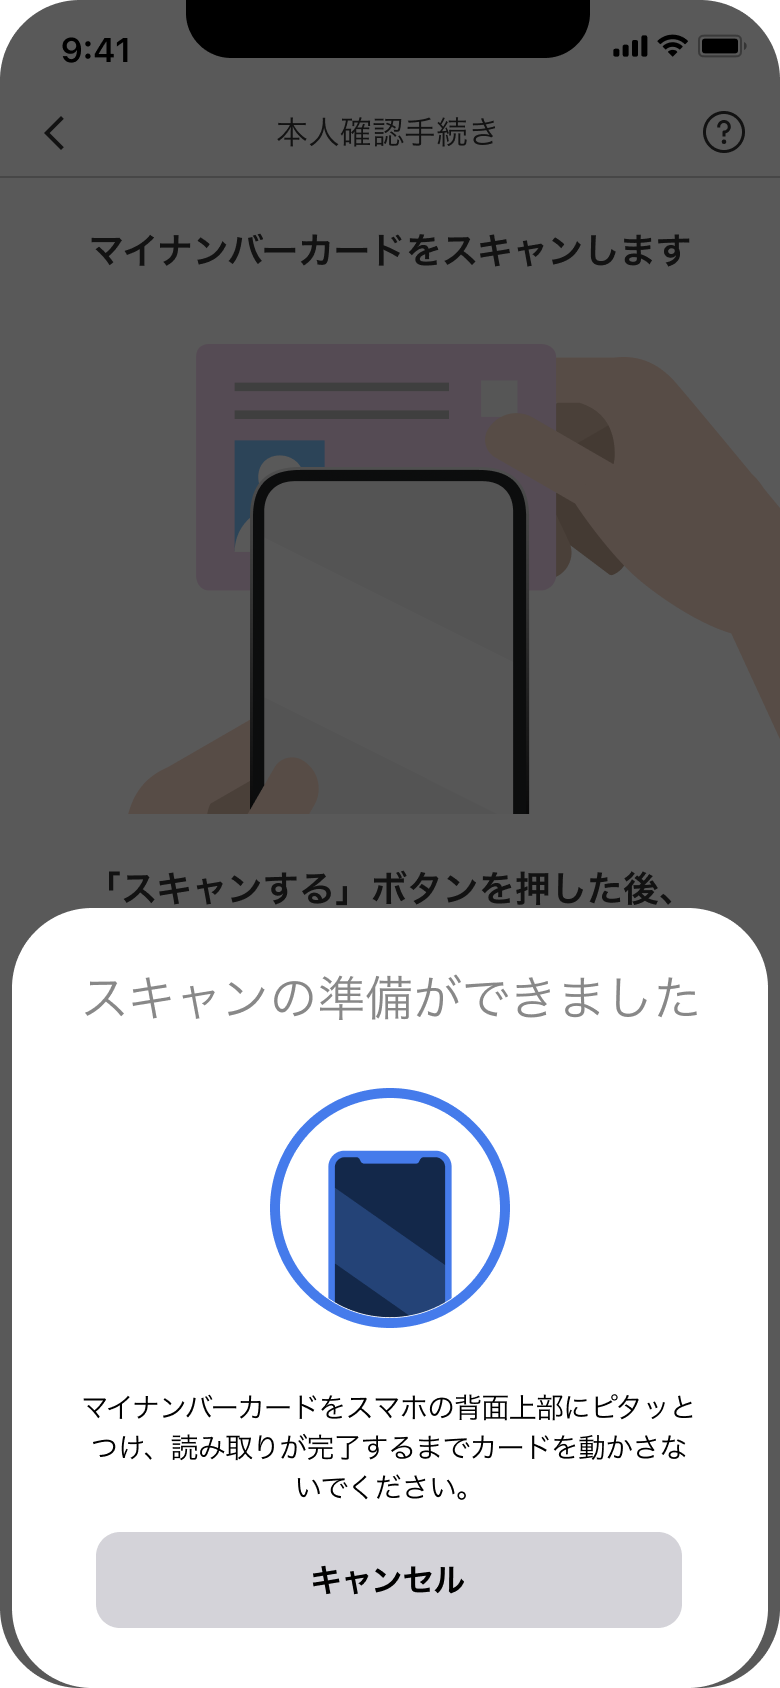 9:41
本人確認手続き
マイナンバーカードをスキャンします
「スキャンする」ボタンを押した後、
スキャンの準備ができました
マイナンバーカードをスマホの背面上部にピタッと
つけ、読み取りが完了するまでカードを動かさな
いでください。
キャンセル